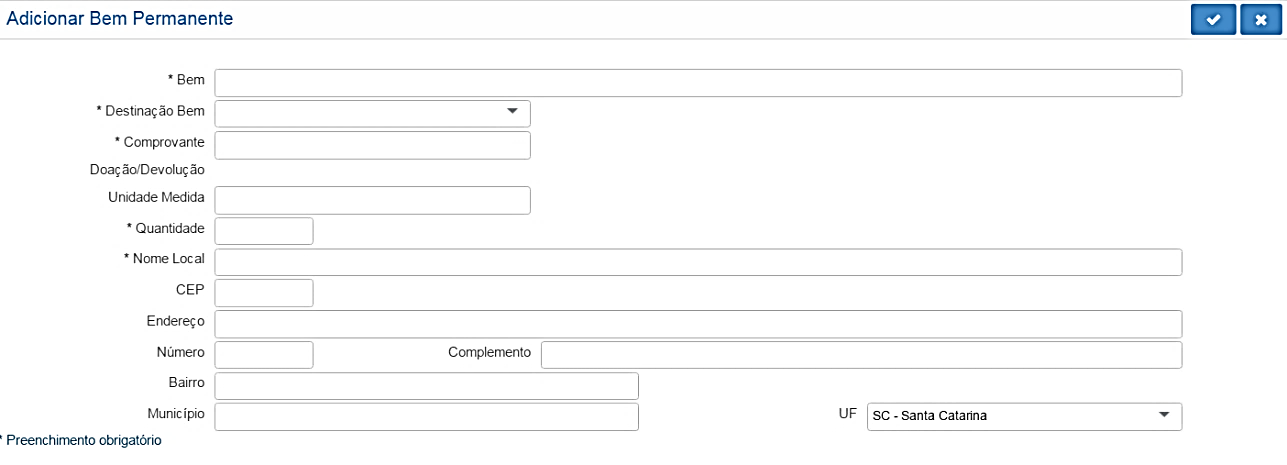 Adicionar Bem Permanente
* Bem
* Destinação Bem
* Comprovante
Doação/Devolução
Unidade Medida
* Quantidade
* Nome Local
CEP
Endereço
Número Complemento
Bairro
Município UF SC - Santa Catarina
* Preenchimento obrigatório